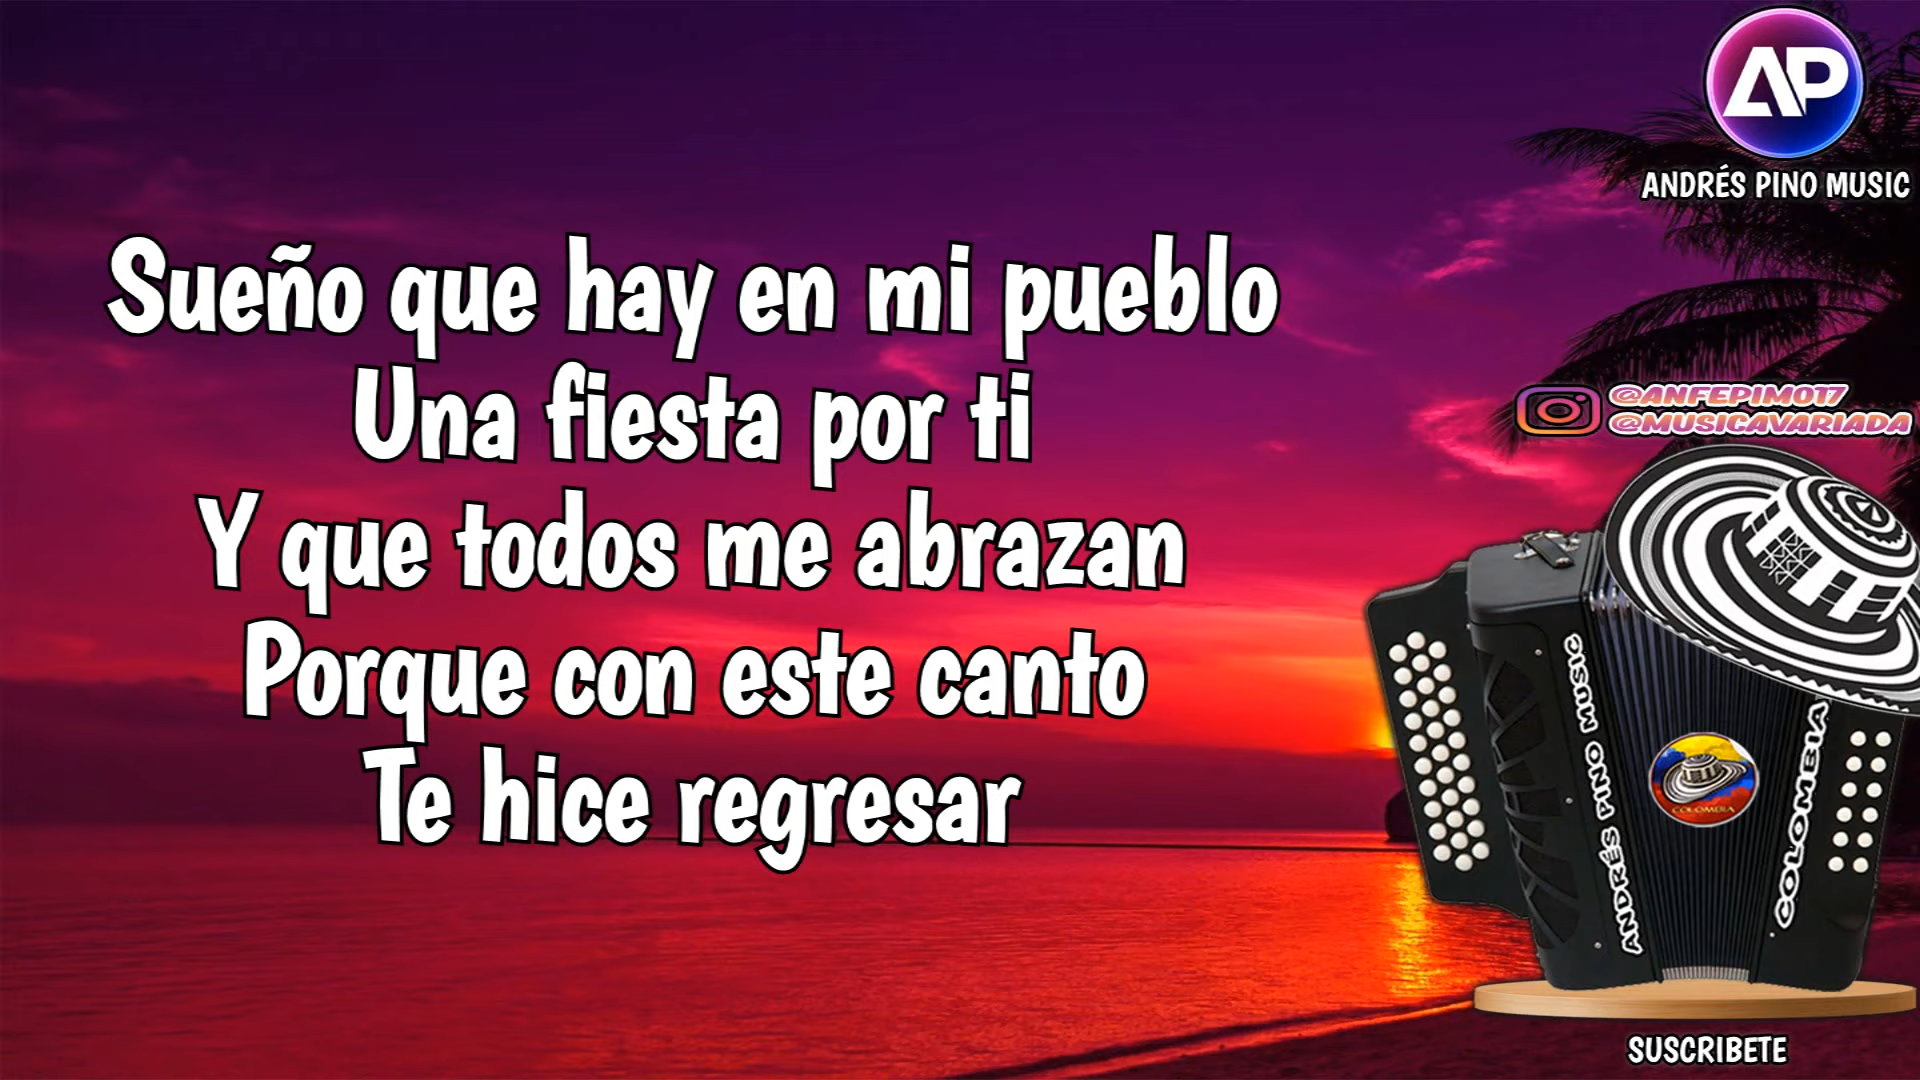 AP
ANDRÉS PINO MUSIC
Sueño que hay en mi pueblo
Una fiesta por ti
Y que todos me abrazan
Porque con este canto
Te hice regresar
@ANFEPIMO17
@MUSICAVARIADA
ANDRÉS PINO MUSIC
COLOMBIA
COLOMBIA
SUSCRIBETE